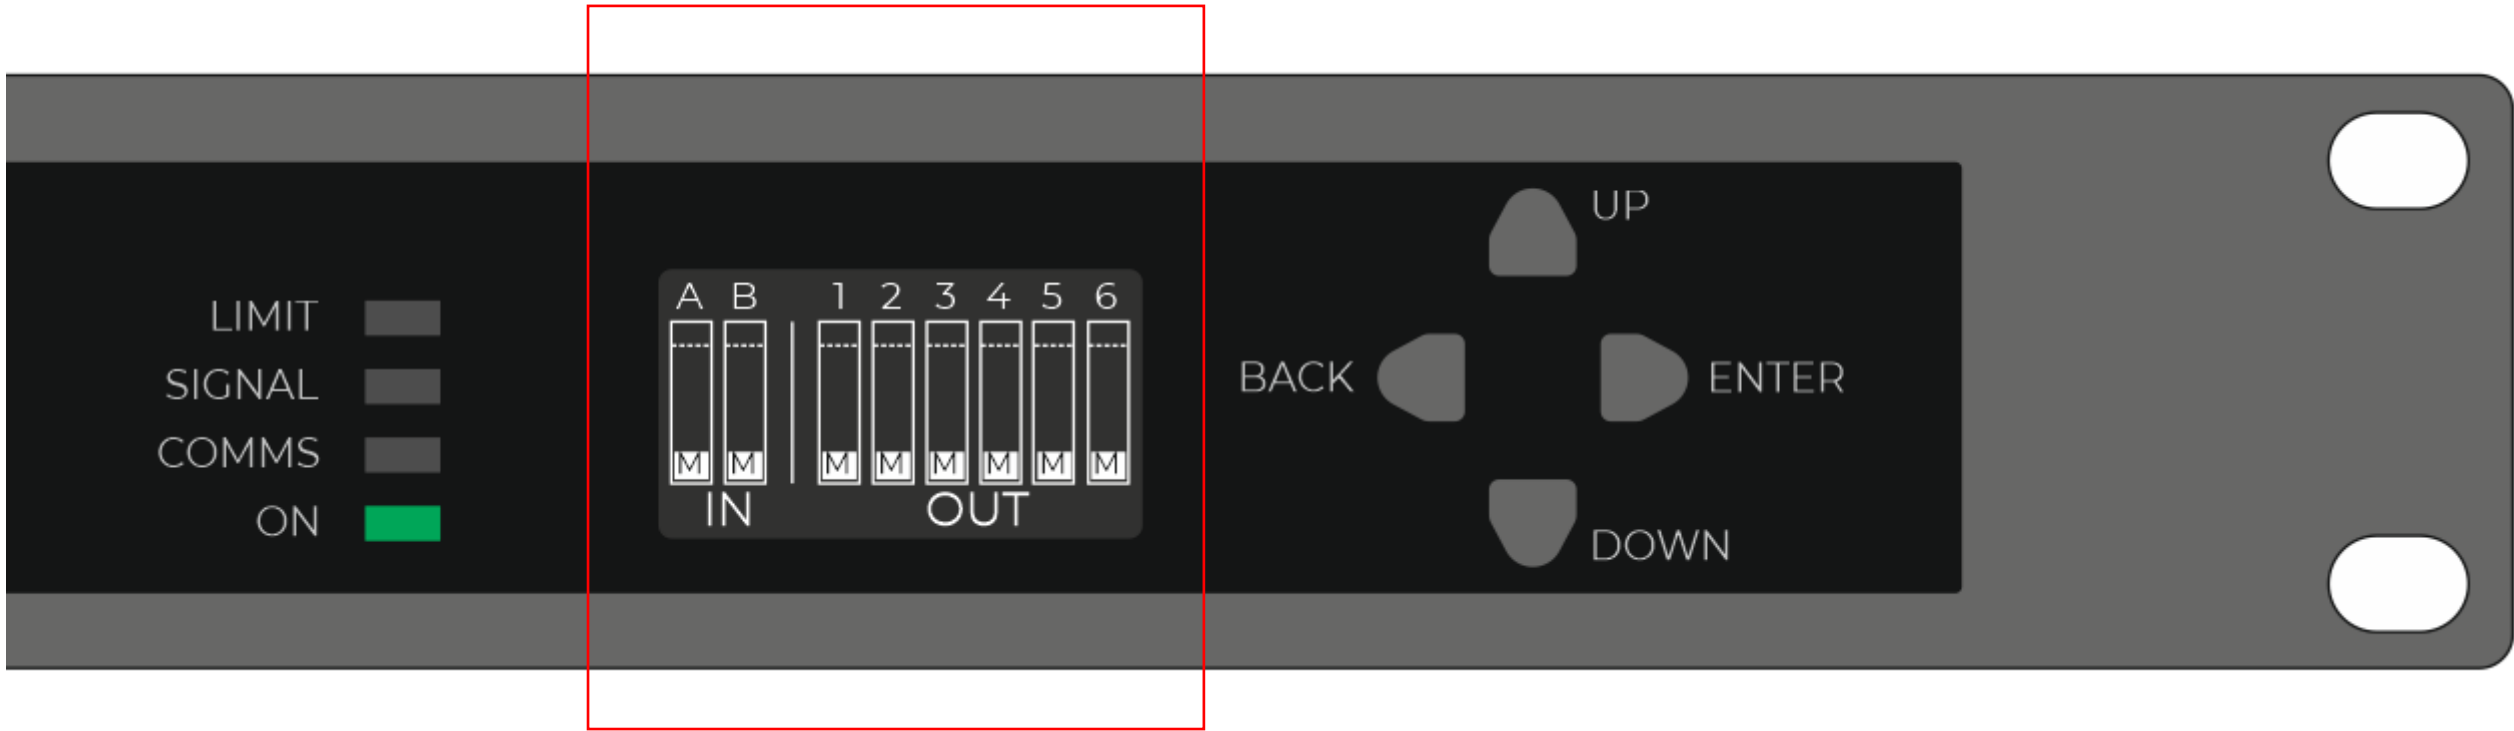 LIMIT
SIGNAL
COMMS
ON
A B 1 2 3 4 5 6
M M M M M M M M
IN OUT
UP
BACK ENTER
DOWN